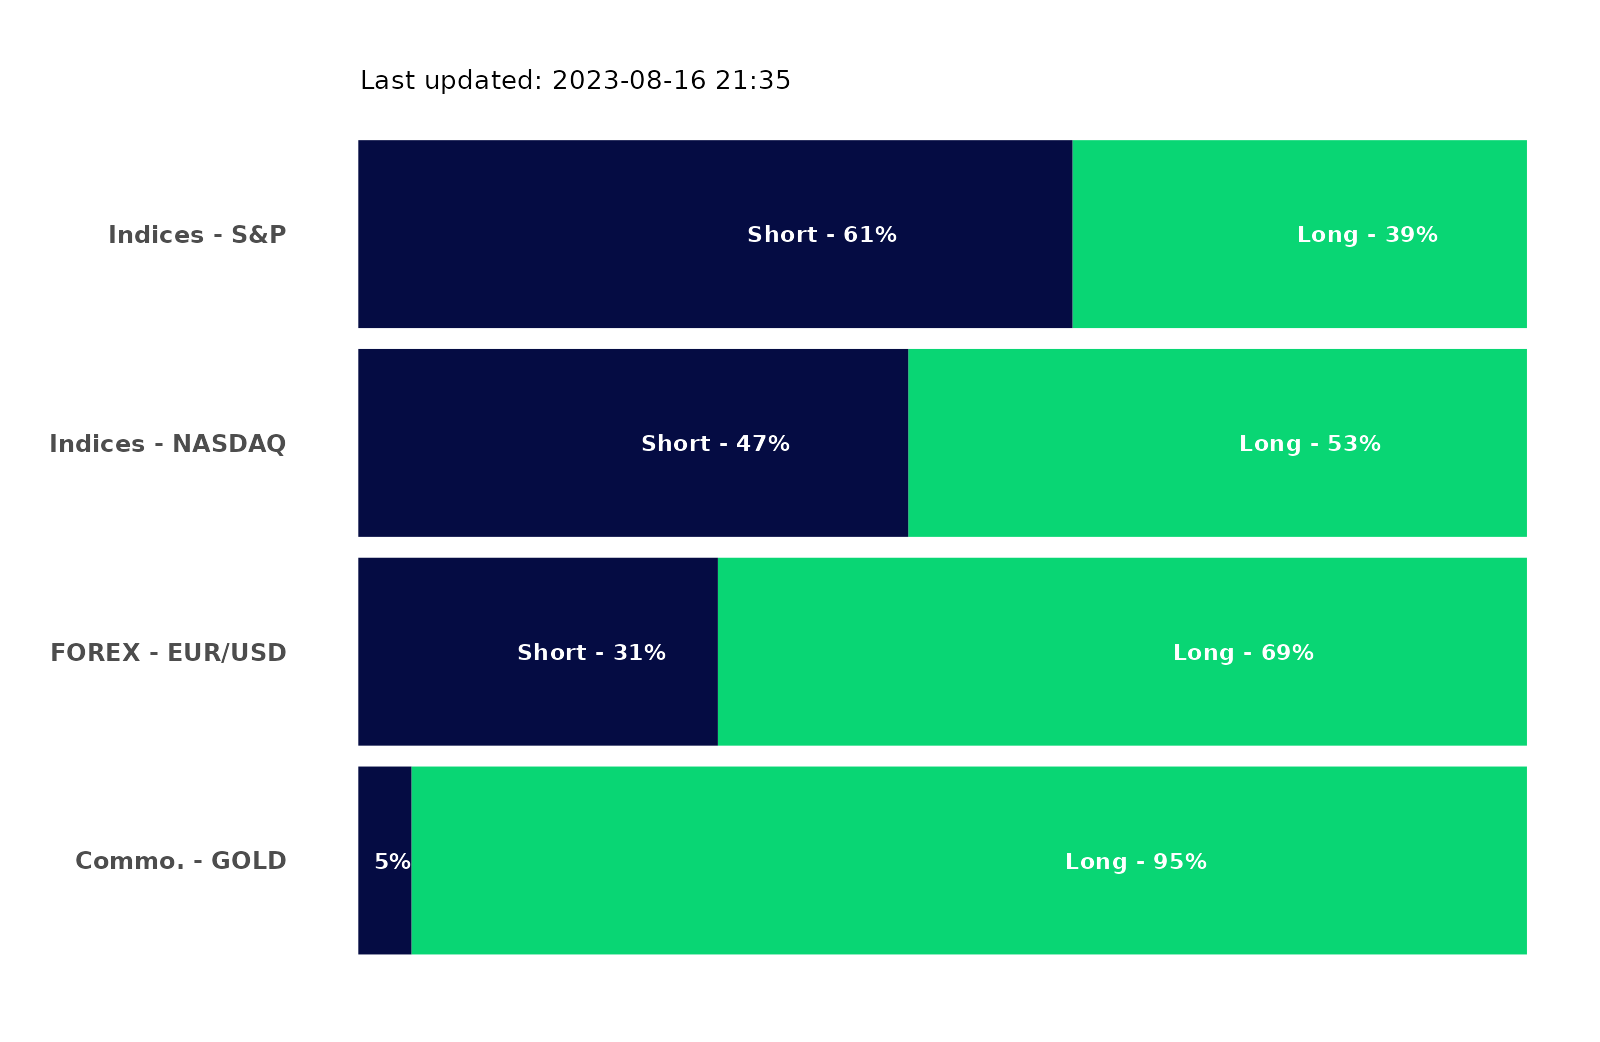 Last updated: 2023-08-16 21:35
Indices - S&P
Short - 61%
Long - 39%
Indices - NASDAQ
Short - 47%
Long - 53%
FOREX - EUR/USD
Short - 31%
Long - 69%
Commo. - GOLD
5%
Long - 95%